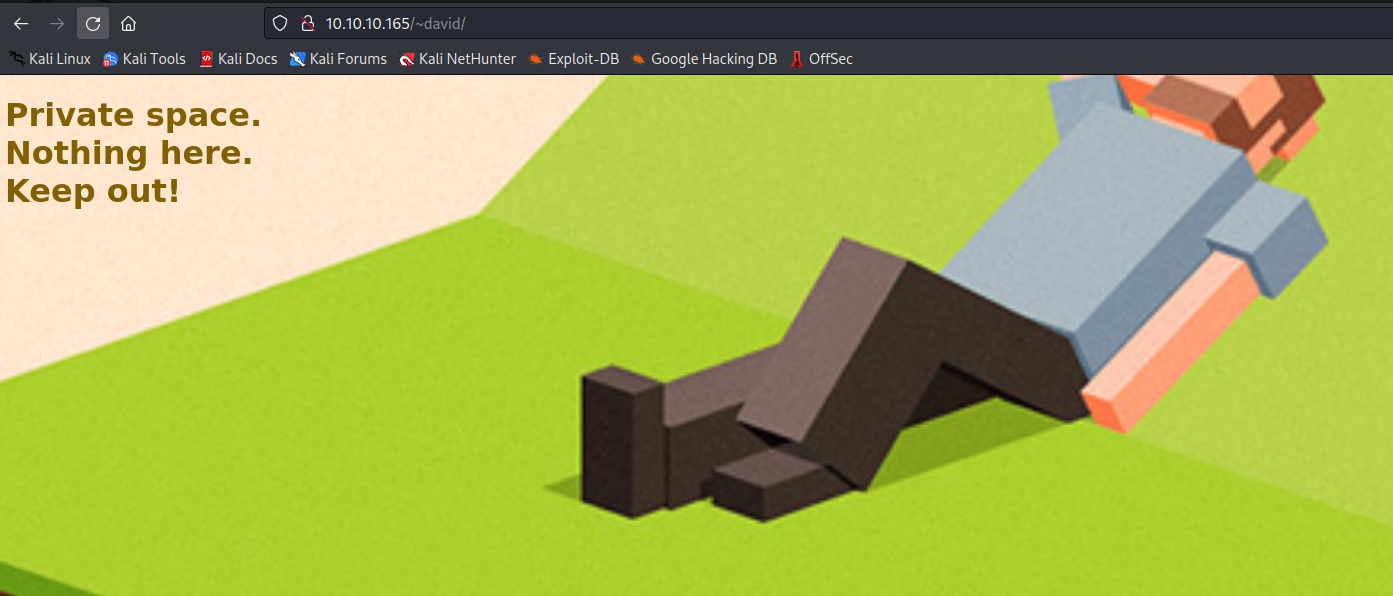 10.10.10.165/~david/
Kali Linux Kali Tools Kali Docs Kali Forums Kali NetHunter Exploit-DB Google Hacking DB OffSec
Private space.
Nothing here.
Keep out!